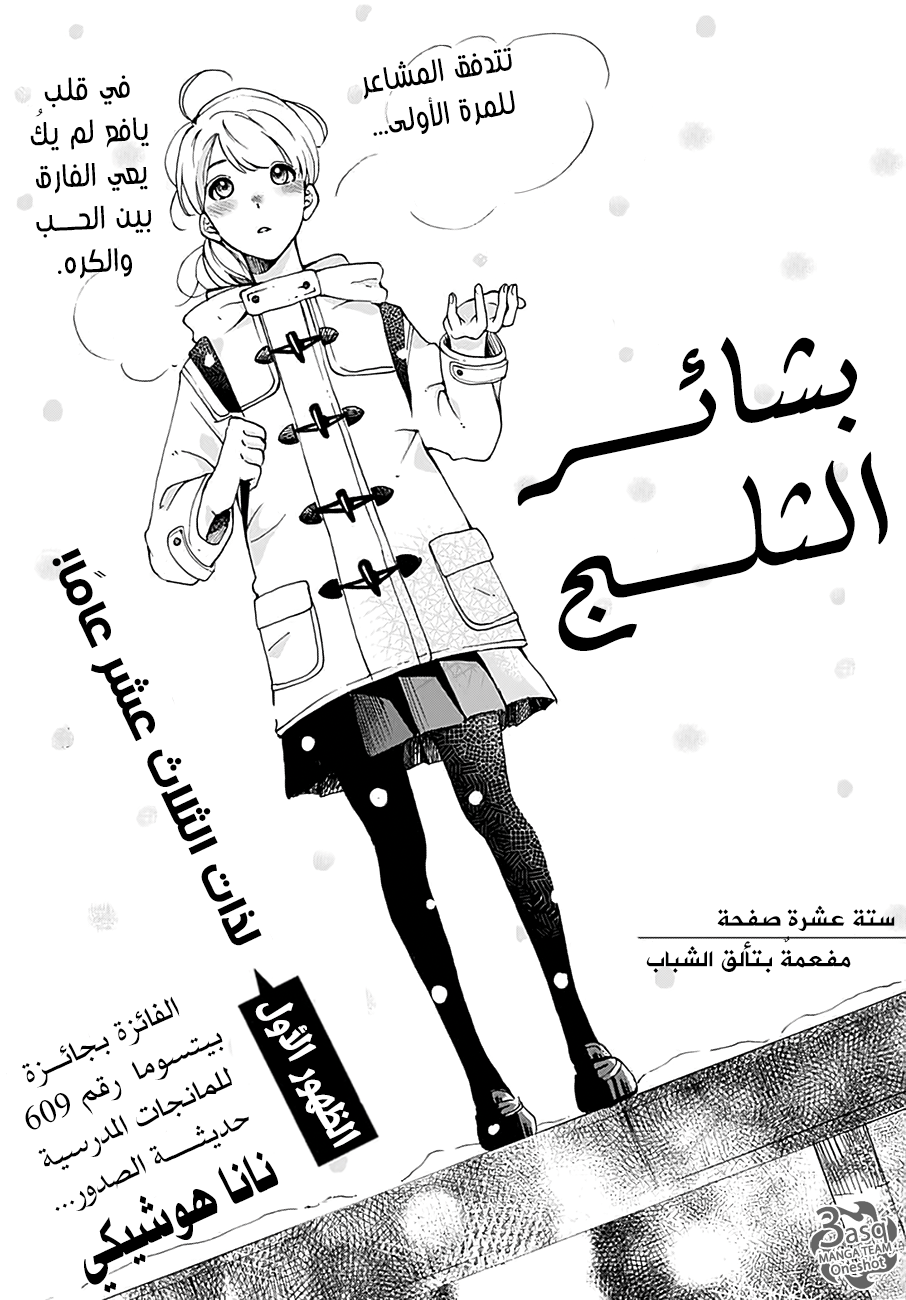 تتدفق المشاعر
للمرة الأولى...
في قلب
يافع لم يكُ
يعي الفارق
بين الحب
والكره.
بشائر
الثلج
لذات الثلاث عشر عامًا!
الظهور الأول
ستة عشرة صفحة
مفعمةٌ بتألق الشباب
الفائزة بجائزة
بيتسوما رقم 609
للمانجات المدرسية
حديثة الصدور...
نانا هوشيكي
3asq
MANGA TEAM
Oneshot